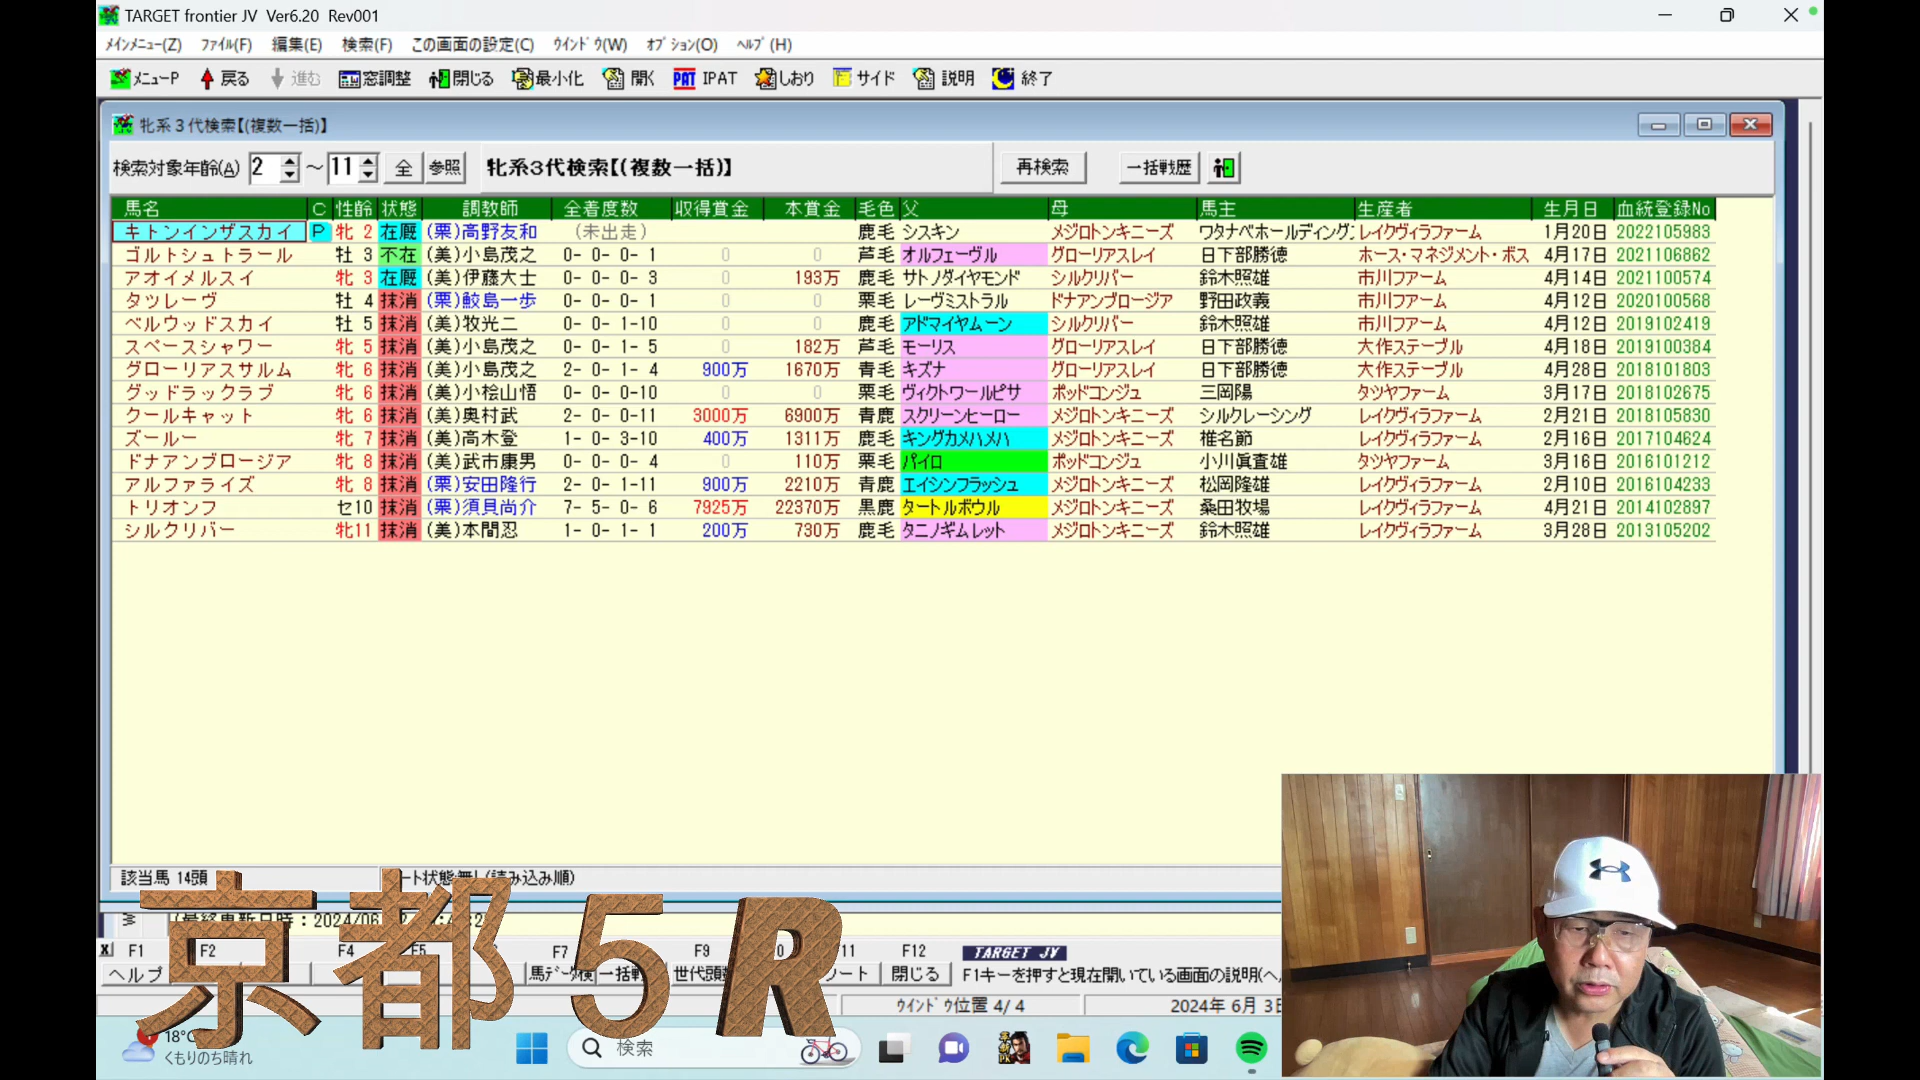 TARGET frontier JV Ver6.20 Rev001
ﾒｲﾝﾒﾆｭｰ(Z) ﾌｧｲﾙ(F) 編集(E) 検索(F) この画面の設定(C) ｳｲﾝﾄﾞｳ(W) ｵﾌﾟｼｮﾝ(O) ﾍﾙﾌﾟ(H)
メニューP 戻る 進む 窓調整 閉じる 最小化 開く PAT IPAT しおり サイド 説明 終了
牝系３代検索【(複数一括)】
検索対象年齢(A) 2 ～ 11 全 参照 牝系3代検索【(複数一括)】 再検索 一括戦歴
馬名 C 性齢 状態 調教師 全着度数 収得賞金 本賞金 毛色 父 母 馬主 生産者 生月日 血統登録No
キトンインザスカイ P 牝 2 在厩 (栗)高野友和 (未出走) 鹿毛 シスキン メジロトンキニーズ ワタナベホールディング レイクヴィラファーム 1月20日 2022105983
ゴルトシュトラール 牡 3 不在 (美)小島茂之 0- 0- 0- 1 0 0 芦毛 オルフェーヴル グローリアスレイ 日下部勝徳 ホース・マネジメント・ボス 4月17日 2021106862
アオイメルスイ 牝 3 在厩 (美)伊藤大士 0- 0- 0- 3 0 193万 鹿毛 サトノダイヤモンド シルクリバー 鈴木照雄 市川ファーム 4月14日 2021100574
タツレーヴ 牡 4 抹消 (栗)鮫島一歩 0- 0- 0- 1 0 0 栗毛 レーヴミストラル ドナアンブロージア 野田政義 市川ファーム 4月12日 2020100568
ベルウッドスカイ 牡 5 抹消 (美)牧光二 0- 0- 1-10 0 0 鹿毛 アドマイヤムーン シルクリバー 鈴木照雄 市川ファーム 4月12日 2019102419
スペースシャワー 牝 5 抹消 (美)小島茂之 0- 0- 1- 5 0 182万 芦毛 モーリス グローリアスレイ 日下部勝徳 大作ステーブル 4月18日 2019100384
グローリアスサルム 牝 6 抹消 (美)小島茂之 2- 0- 1- 4 900万 1670万 青毛 キズナ グローリアスレイ 日下部勝徳 大作ステーブル 4月28日 2018101803
グッドラックラブ 牝 6 抹消 (美)小桧山悟 0- 0- 0-10 0 0 栗毛 ヴィクトワールピサ ポッドコンジュ 三岡陽 タツヤファーム 3月17日 2018102675
クールキャット 牝 6 抹消 (美)奥村武 2- 0- 0-11 3000万 6900万 青鹿 スクリーンヒーロー メジロトンキニーズ シルクレーシング レイクヴィラファーム 2月21日 2018105830
ズールー 牝 7 抹消 (美)高木登 1- 0- 3-10 400万 1311万 鹿毛 キングカメハメハ メジロトンキニーズ 椎名節 レイクヴィラファーム 2月16日 2017104624
ドナアンブロージア 牝 8 抹消 (美)武市康男 0- 0- 0- 4 0 110万 栗毛 パイロ ポッドコンジュ 小川眞査雄 タツヤファーム 3月16日 2016101212
アルファライズ 牝 8 抹消 (栗)安田隆行 2- 0- 1-11 900万 2210万 青鹿 エイシンフラッシュ メジロトンキニーズ 松岡隆雄 レイクヴィラファーム 2月10日 2016104233
トリオンフ セ10 抹消 (栗)須貝尚介 7- 5- 0- 6 7925万 22370万 黒鹿 タートルボウル メジロトンキニーズ 桑田牧場 レイクヴィラファーム 4月21日 2014102897
シルクリバー 牝11 抹消 (美)本間忍 1- 0- 1- 1 200万 730万 鹿毛 タニノギムレット メジロトンキニーズ 鈴木照雄 レイクヴィラファーム 3月28日 2013105202
該当馬 14頭 ート状態:無し(読み込み順)
(最終更新日時：2024/06
X F1 F2 F4 F5 F7 F9 F12 TARGET JV
ヘルプ 一括戦 世代頭 ソート 閉じる F1キーを押すと現在開いている画面の説明(ヘル
ｳｲﾝﾄﾞｳ位置 4/ 4 2024年 6月 3日
京都５R
18°C
くもりのち晴れ
検索